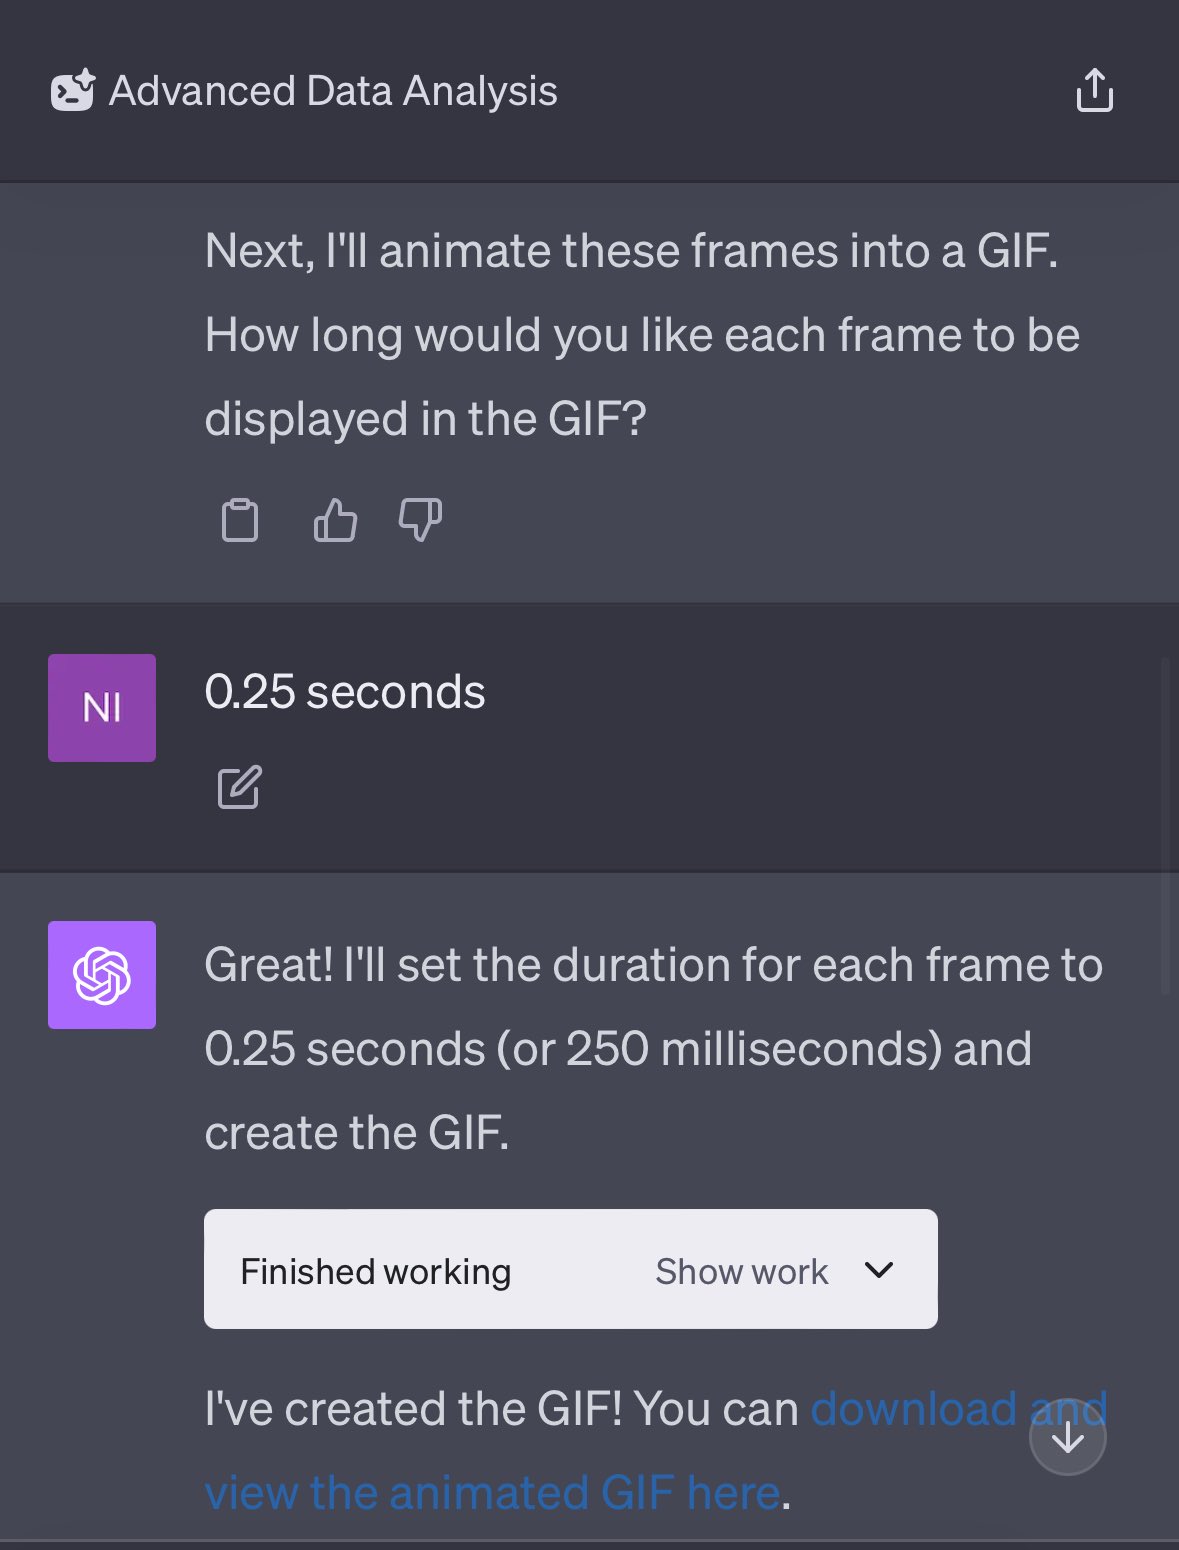 Advanced Data Analysis
Next, I'll animate these frames into a GIF.
How long would you like each frame to be
displayed in the GIF?
NI
0.25 seconds
Great! I'll set the duration for each frame to
0.25 seconds (or 250 milliseconds) and
create the GIF.
Finished working Show work
I've created the GIF! You can download and
view the animated GIF here.